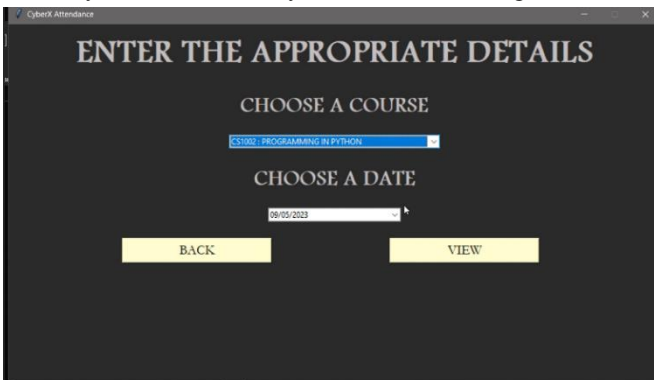 CyberX Attendance
ENTER THE APPROPRIATE DETAILS
CHOOSE A COURSE
CS1002 : PROGRAMMING IN PYTHON
CHOOSE A DATE
09/05/2023
BACK VIEW